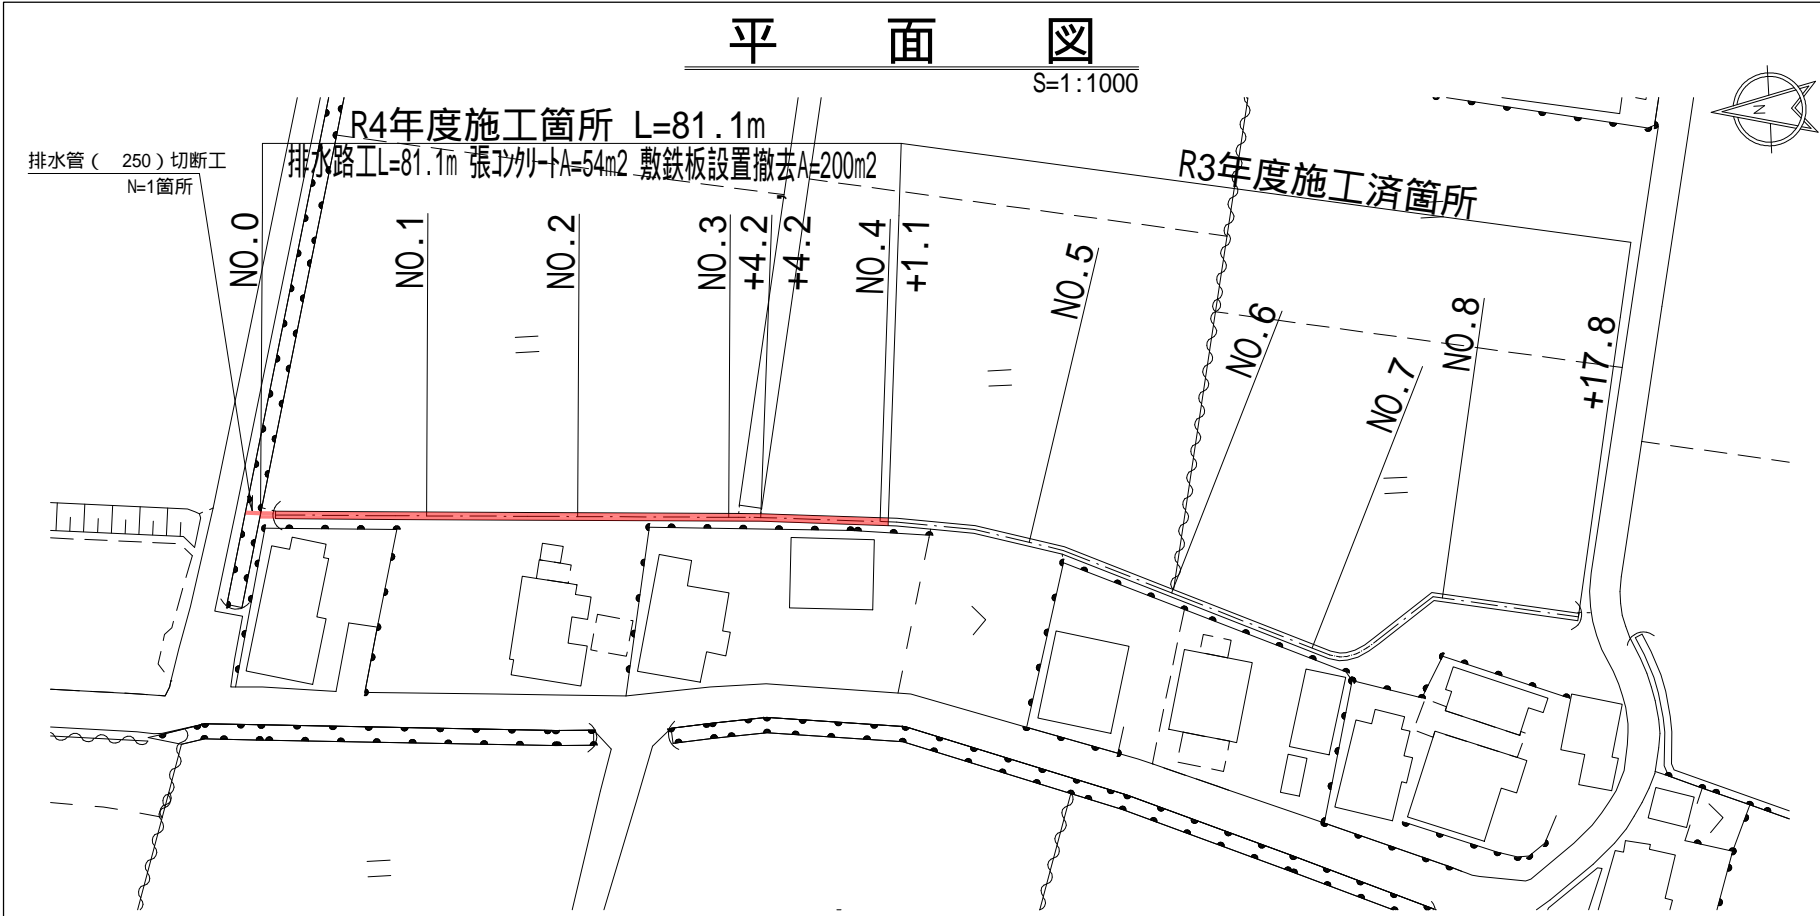 平面図
S=1:1000
N
R4年度施工箇所 L=81.1m
排水路工L=81.1m 張ｺﾝｸﾘｰﾄA=54m2 敷鉄板設置撤去A=200m2
排水管（ 250）切断工
N=1箇所
R3年度施工済箇所
NO.0
NO.1
NO.2
NO.3
+4.2
+4.2
NO.4
+1.1
NO.5
NO.6
NO.7
NO.8
+17.8